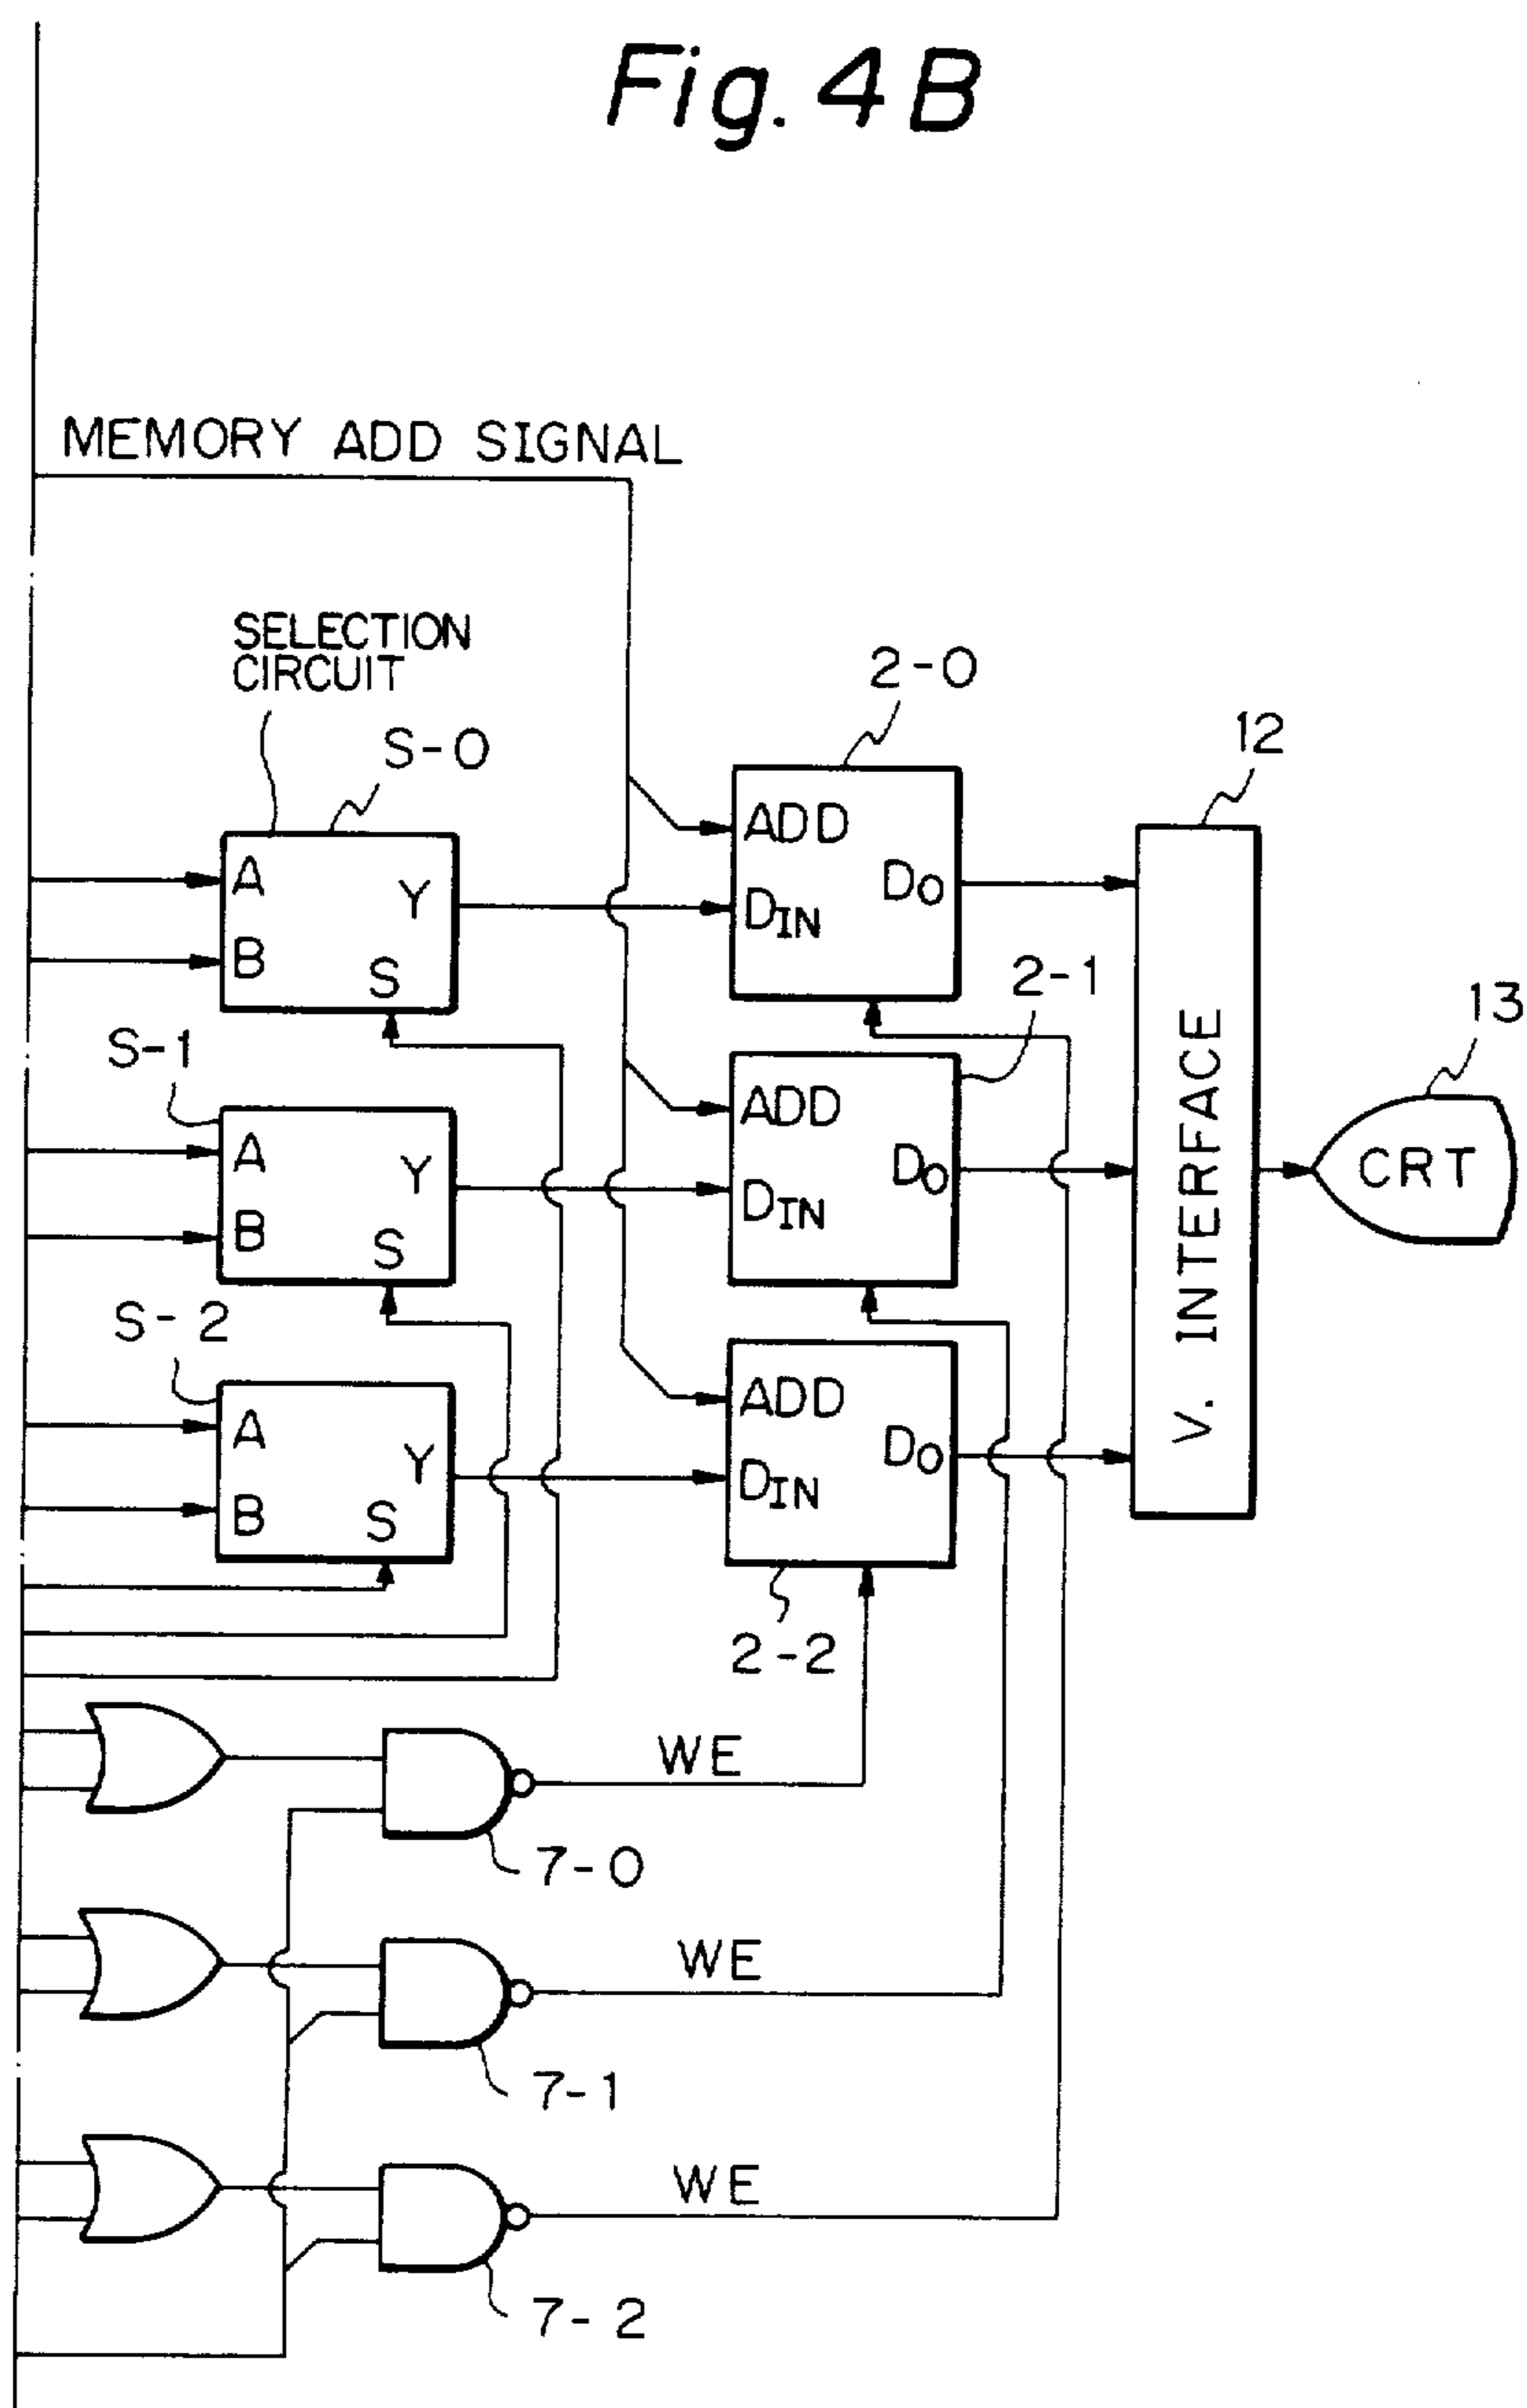 Fig. 4B
MEMORY ADD SIGNAL
SELECTION
CIRCUIT
S-0
2-0
12
A
B
Y
S
ADD
DIN
DO
2-1
13
S-1
A
B
Y
S
ADD
DIN
DO
V. INTERFACE
CRT
S-2
A
B
Y
S
ADD
DIN
DO
2-2
WE
7-0
WE
7-1
WE
7-2